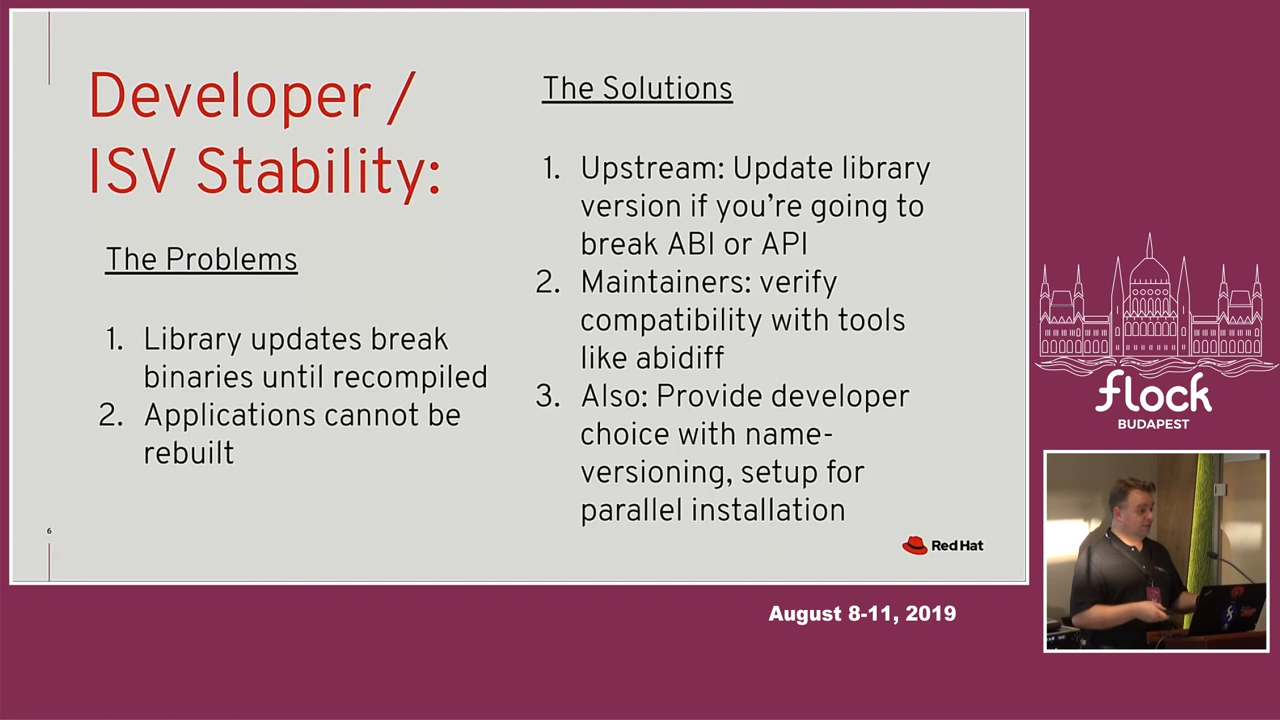 Developer /
ISV Stability:
The Problems
1. Library updates break
binaries until recompiled
2. Applications cannot be
rebuilt
The Solutions
1. Upstream: Update library
version if you’re going to
break ABI or API
2. Maintainers: verify
compatibility with tools
like abidiff
3. Also: Provide developer
choice with name-
versioning, setup for
parallel installation
6
Red Hat
flock
BUDAPEST
August 8-11, 2019